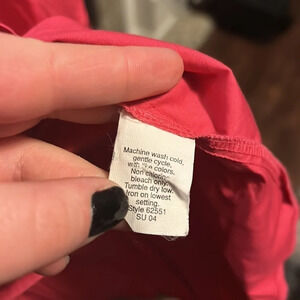 Machine wash cold,
gentle cycle,
with colors.
Non chlorine
bleach only.
Tumble dry low.
Iron on lowest
setting.
Style 62551
SU 04